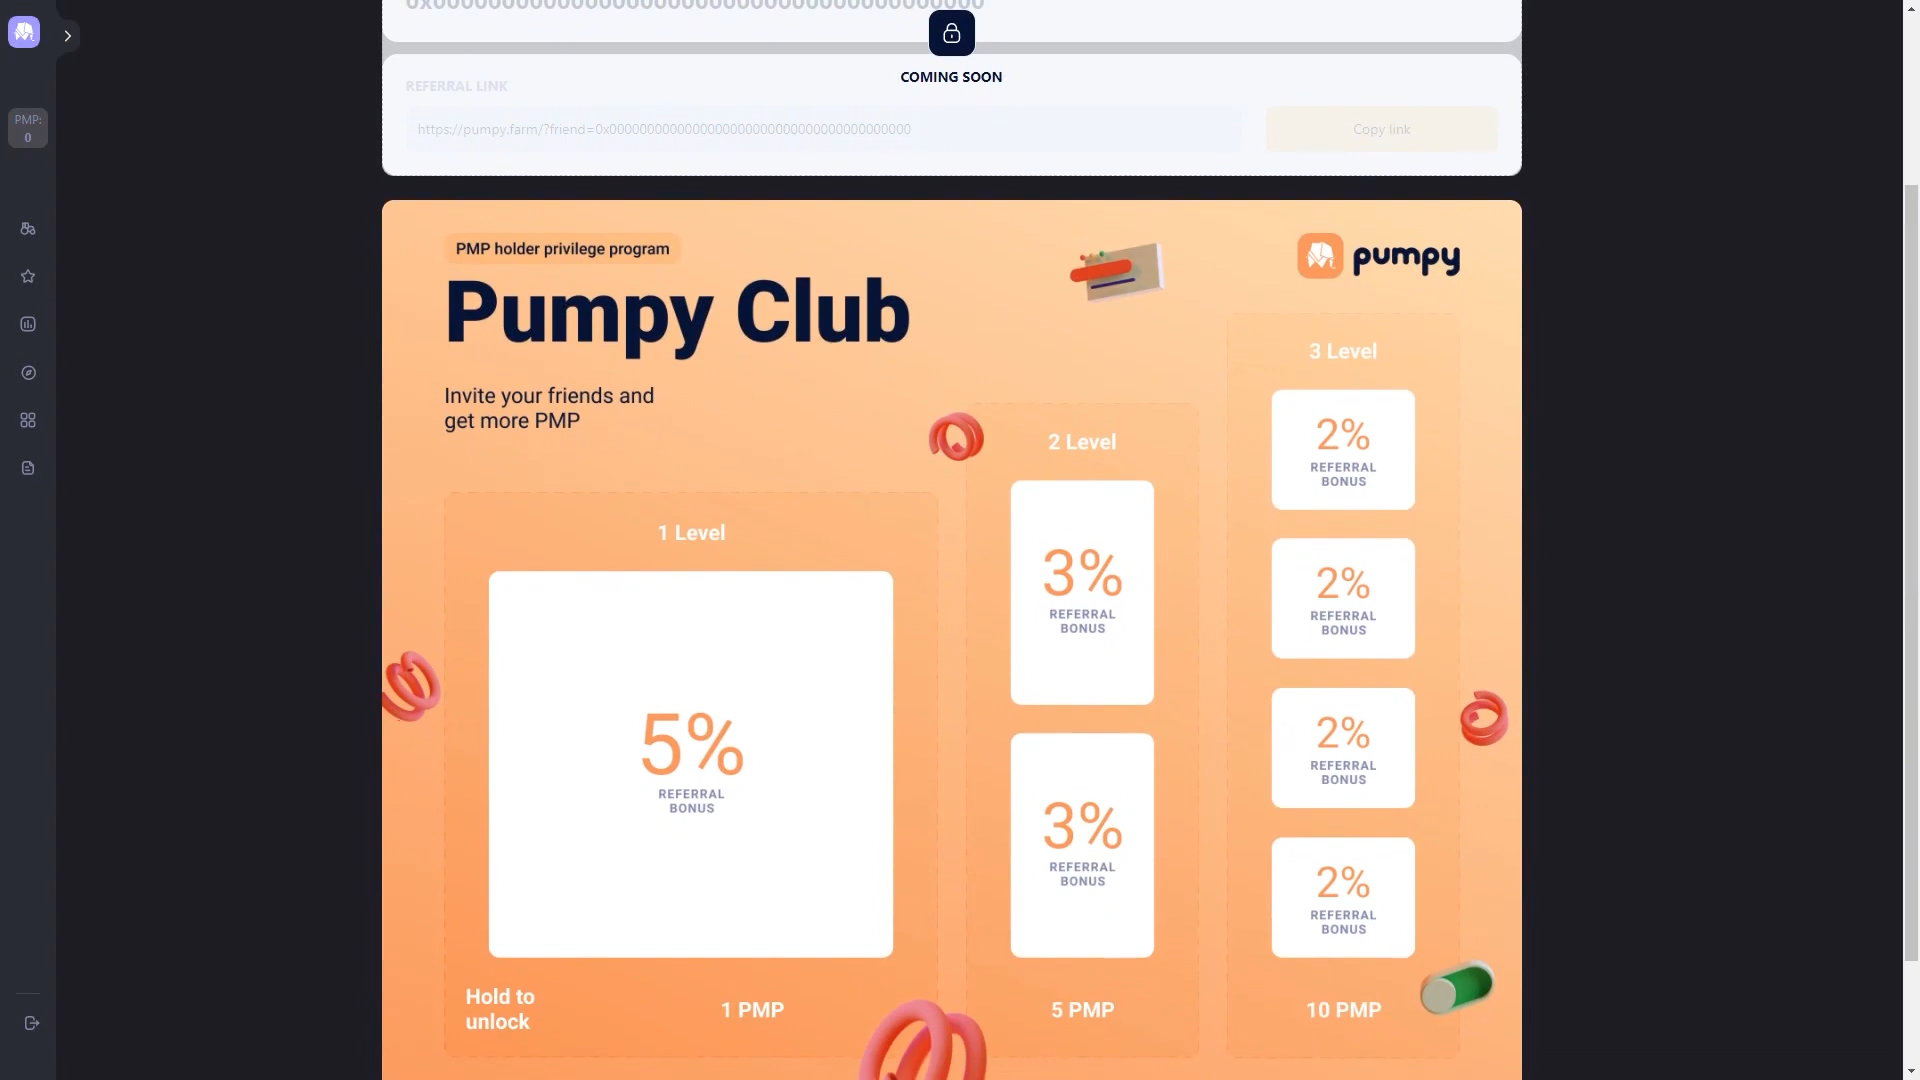 COMING SOON
PMP:
0
REFERRAL LINK
https://pumpy.farm/?friend=0x0000000000000000000000000000000000000000
Copy link
PMP holder privilege program
pumpy
Pumpy Club
Invite your friends and
get more PMP
1 Level
5%
REFERRAL
BONUS
2 Level
3%
REFERRAL
BONUS
3%
REFERRAL
BONUS
3 Level
2%
REFERRAL
BONUS
2%
REFERRAL
BONUS
2%
REFERRAL
BONUS
2%
REFERRAL
BONUS
Hold to
unlock
1 PMP
5 PMP
10 PMP